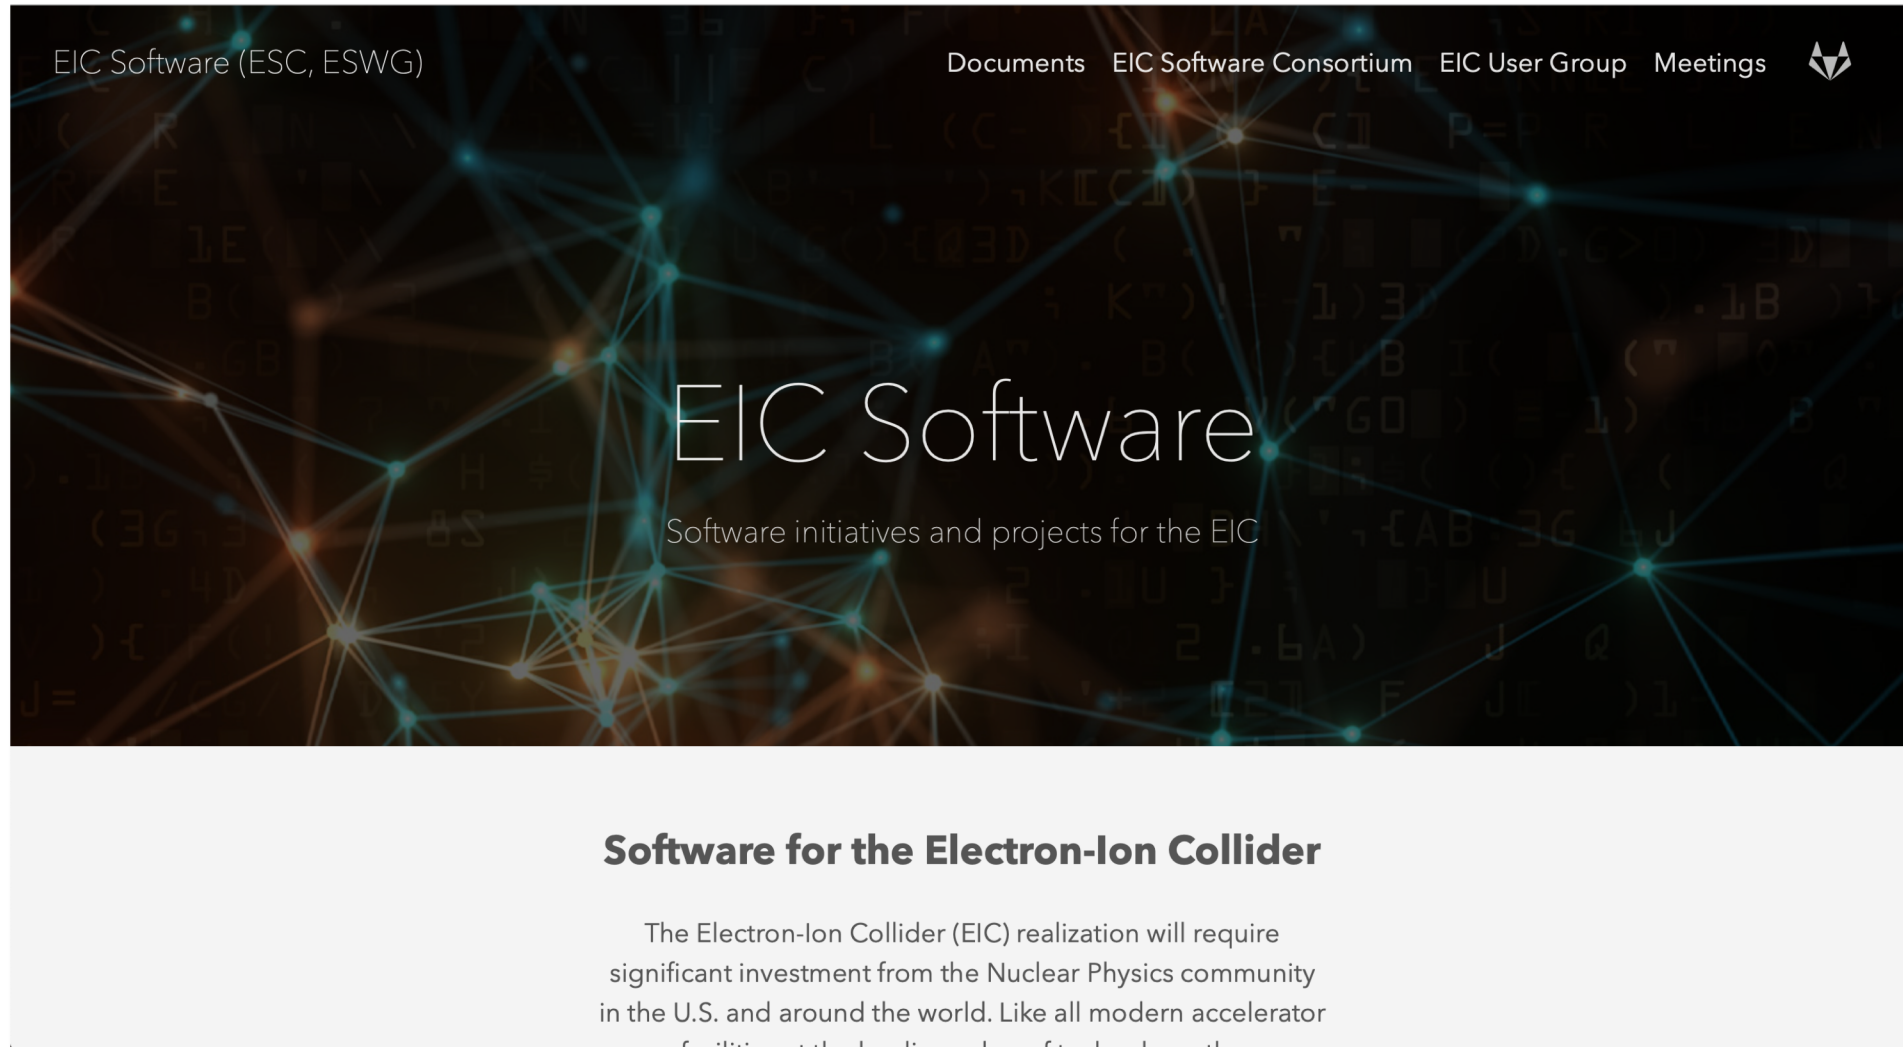 EIC Software (ESC, ESWG)
Documents EIC Software Consortium EIC User Group Meetings
EIC Software
Software initiatives and projects for the EIC
Software for the Electron-Ion Collider
The Electron-Ion Collider (EIC) realization will require
significant investment from the Nuclear Physics community
in the U.S. and around the world. Like all modern accelerator